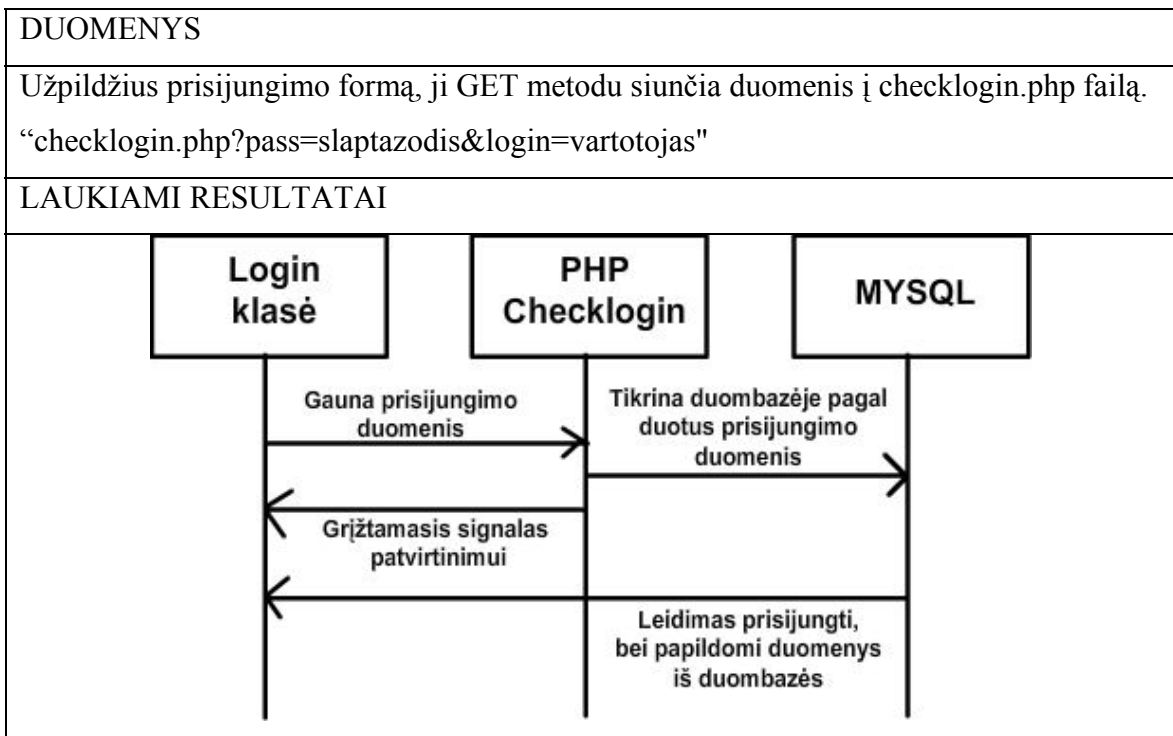 DUOMENYS
Užpildžius prisijungimo formą, ji GET metodu siunčia duomenis į checklogin.php failą.
“checklogin.php?pass=slaptazodis&login=vartotojas"
LAUKIAMI RESULTATAI
Login
klasė
PHP
Checklogin
MYSQL
Gauna prisijungimo
duomenis
Tikrina duombazėje pagal
duotus prisijungimo
duomenis
Grįžtamasis signalas
patvirtinimui
Leidimas prisijungti,
bei papildomi duomenys
iš duombazės